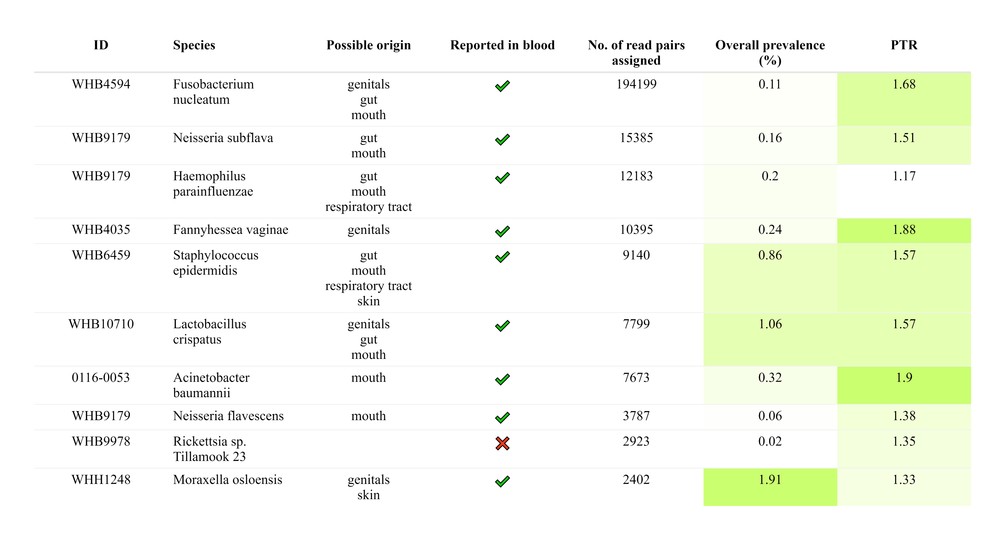 ID Species Possible origin Reported in blood No. of read pairs Overall prevalence PTR
assigned (%)
WHB4594 Fusobacterium genitals 194199 0.11 1.68
nucleatum gut
mouth
WHB9179 Neisseria subflava gut 15385 0.16 1.51
mouth
WHB9179 Haemophilus gut 12183 0.2 1.17
parainfluenzae mouth
respiratory tract
WHB4035 Fannyhessea vaginae genitals 10395 0.24 1.88
WHB6459 Staphylococcus gut 9140 0.86 1.57
epidermidis mouth
respiratory tract
skin
WHB10710 Lactobacillus genitals 7799 1.06 1.57
crispatus gut
mouth
0116-0053 Acinetobacter mouth 7673 0.32 1.9
baumannii
WHB9179 Neisseria flavescens mouth 3787 0.06 1.38
WHB9978 Rickettsia sp. 2923 0.02 1.35
Tillamook 23
WHH1248 Moraxella osloensis genitals 2402 1.91 1.33
skin